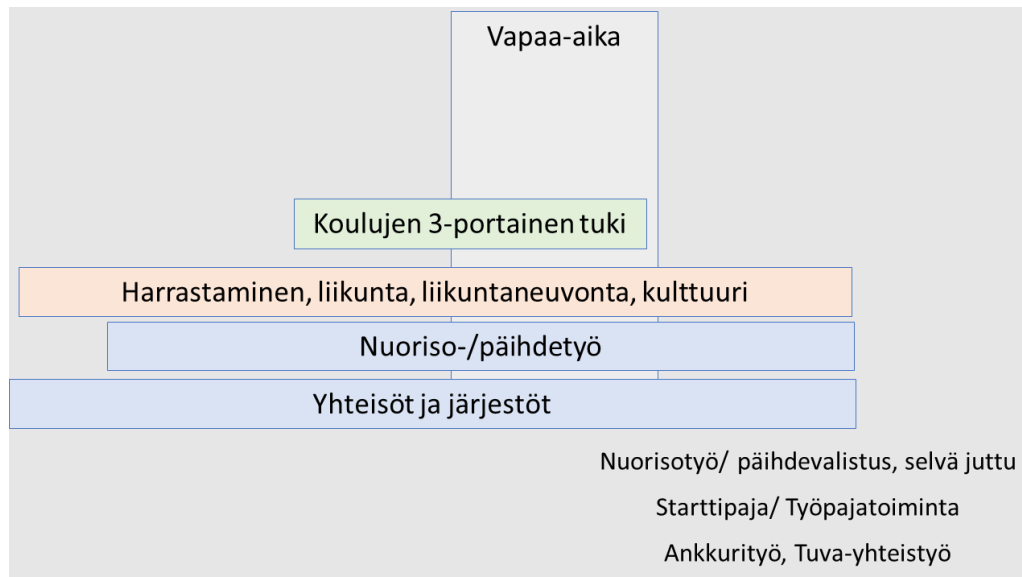 Vapaa-aika
Koulujen 3-portainen tuki
Harrastaminen, liikunta, liikuntaneuvonta, kulttuuri
Nuoriso-/päihdetyö
Yhteisöt ja järjestöt
Nuorisotyö/ päihdevalistus, selvä juttu
Starttipaja/ Työpajatoiminta
Ankkurityö, Tuva-yhteistyö